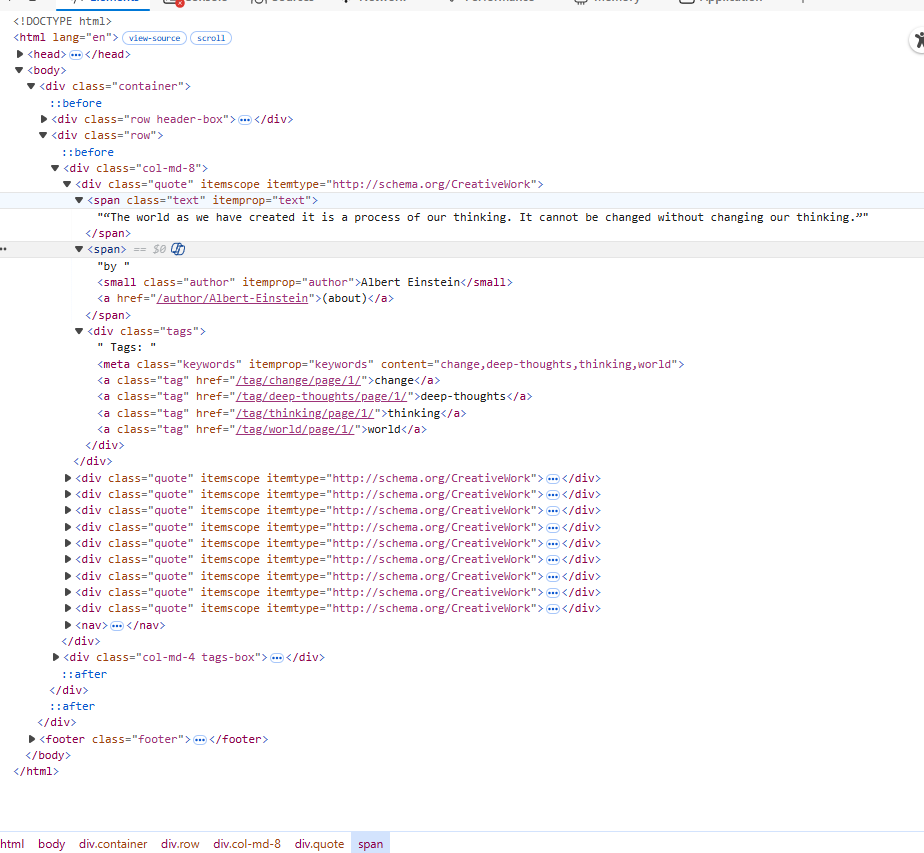 Elements Console Sources Network Performance Memory Application
<!DOCTYPE html>
<html lang="en"> view-source scroll
<head> ••• </head>
<body>
<div class="container">
::before
<div class="row header-box"> ••• </div>
<div class="row">
::before
<div class="col-md-8">
<div class="quote" itemscope itemtype="http://schema.org/CreativeWork">
<span class="text" itemprop="text">
"“The world as we have created it is a process of our thinking. It cannot be changed without changing our thinking.”"
</span>
••• <span> == $0
"by "
<small class="author" itemprop="author">Albert Einstein</small>
<a href="/author/Albert-Einstein">(about)</a>
</span>
<div class="tags">
" Tags: "
<meta class="keywords" itemprop="keywords" content="change,deep-thoughts,thinking,world">
<a class="tag" href="/tag/change/page/1/">change</a>
<a class="tag" href="/tag/deep-thoughts/page/1/">deep-thoughts</a>
<a class="tag" href="/tag/thinking/page/1/">thinking</a>
<a class="tag" href="/tag/world/page/1/">world</a>
</div>
</div>
<div class="quote" itemscope itemtype="http://schema.org/CreativeWork"> ••• </div>
<div class="quote" itemscope itemtype="http://schema.org/CreativeWork"> ••• </div>
<div class="quote" itemscope itemtype="http://schema.org/CreativeWork"> ••• </div>
<div class="quote" itemscope itemtype="http://schema.org/CreativeWork"> ••• </div>
<div class="quote" itemscope itemtype="http://schema.org/CreativeWork"> ••• </div>
<div class="quote" itemscope itemtype="http://schema.org/CreativeWork"> ••• </div>
<div class="quote" itemscope itemtype="http://schema.org/CreativeWork"> ••• </div>
<div class="quote" itemscope itemtype="http://schema.org/CreativeWork"> ••• </div>
<div class="quote" itemscope itemtype="http://schema.org/CreativeWork"> ••• </div>
<nav> ••• </nav>
</div>
<div class="col-md-4 tags-box"> ••• </div>
::after
</div>
::after
</div>
<footer class="footer"> ••• </footer>
</body>
</html>
html body div.container div.row div.col-md-8 div.quote span